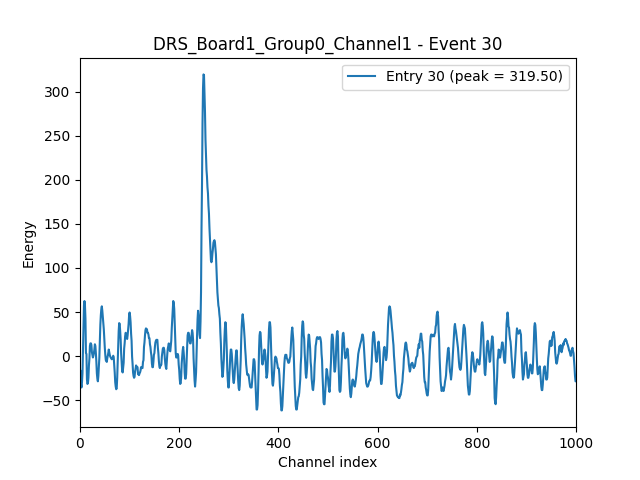 DRS_Board1_Group0_Channel1 - Event 30
Entry 30 (peak = 319.50)
300
250
200
150
100
50
0
−50
Energy
0 200 400 600 800 1000
Channel index